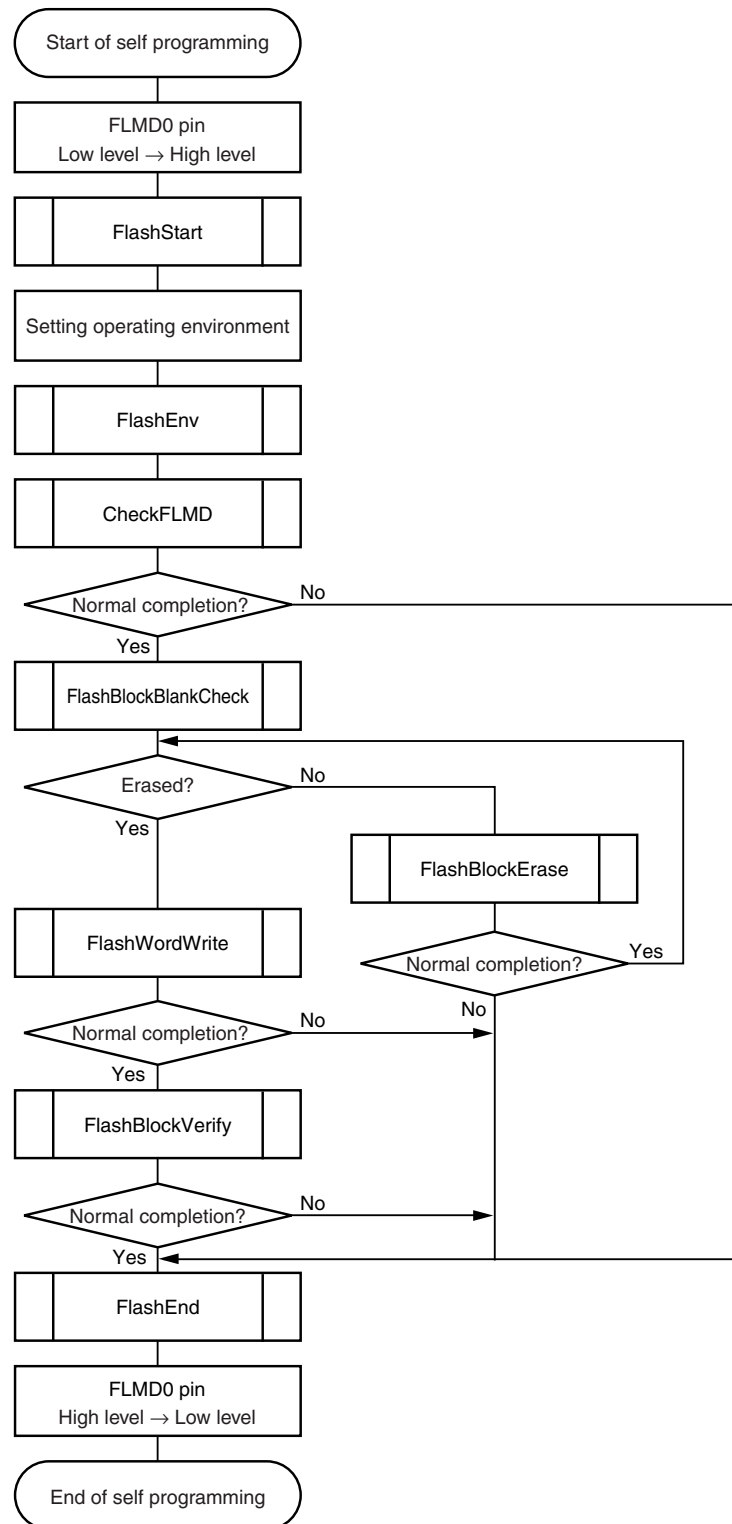 Start of self programming
FLMD0 pin
Low level → High level
FlashStart
Setting operating environment
FlashEnv
CheckFLMD
Normal completion?
No
Yes
FlashBlockBlankCheck
Erased?
No
Yes
FlashBlockErase
FlashWordWrite
Normal completion?
Yes
No
Normal completion?
No
Yes
FlashBlockVerify
Normal completion?
No
Yes
FlashEnd
FLMD0 pin
High level → Low level
End of self programming